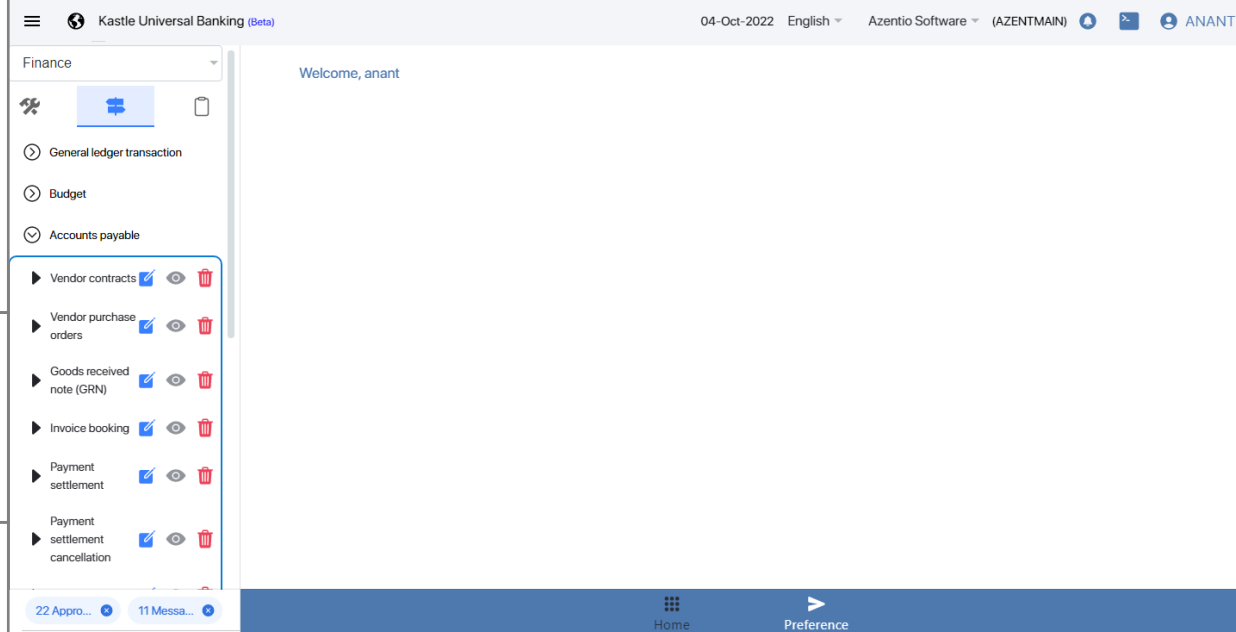 Kastle Universal Banking (Beta)
04-Oct-2022 English Azentio Software (AZENTMAIN) ANANT
Finance
Welcome, anant
General ledger transaction
Budget
Accounts payable
Vendor contracts
Vendor purchase
orders
Goods received
note (GRN)
Invoice booking
Payment
settlement
Payment
settlement
cancellation
22 Appro... 11 Messa...
Home
Preference